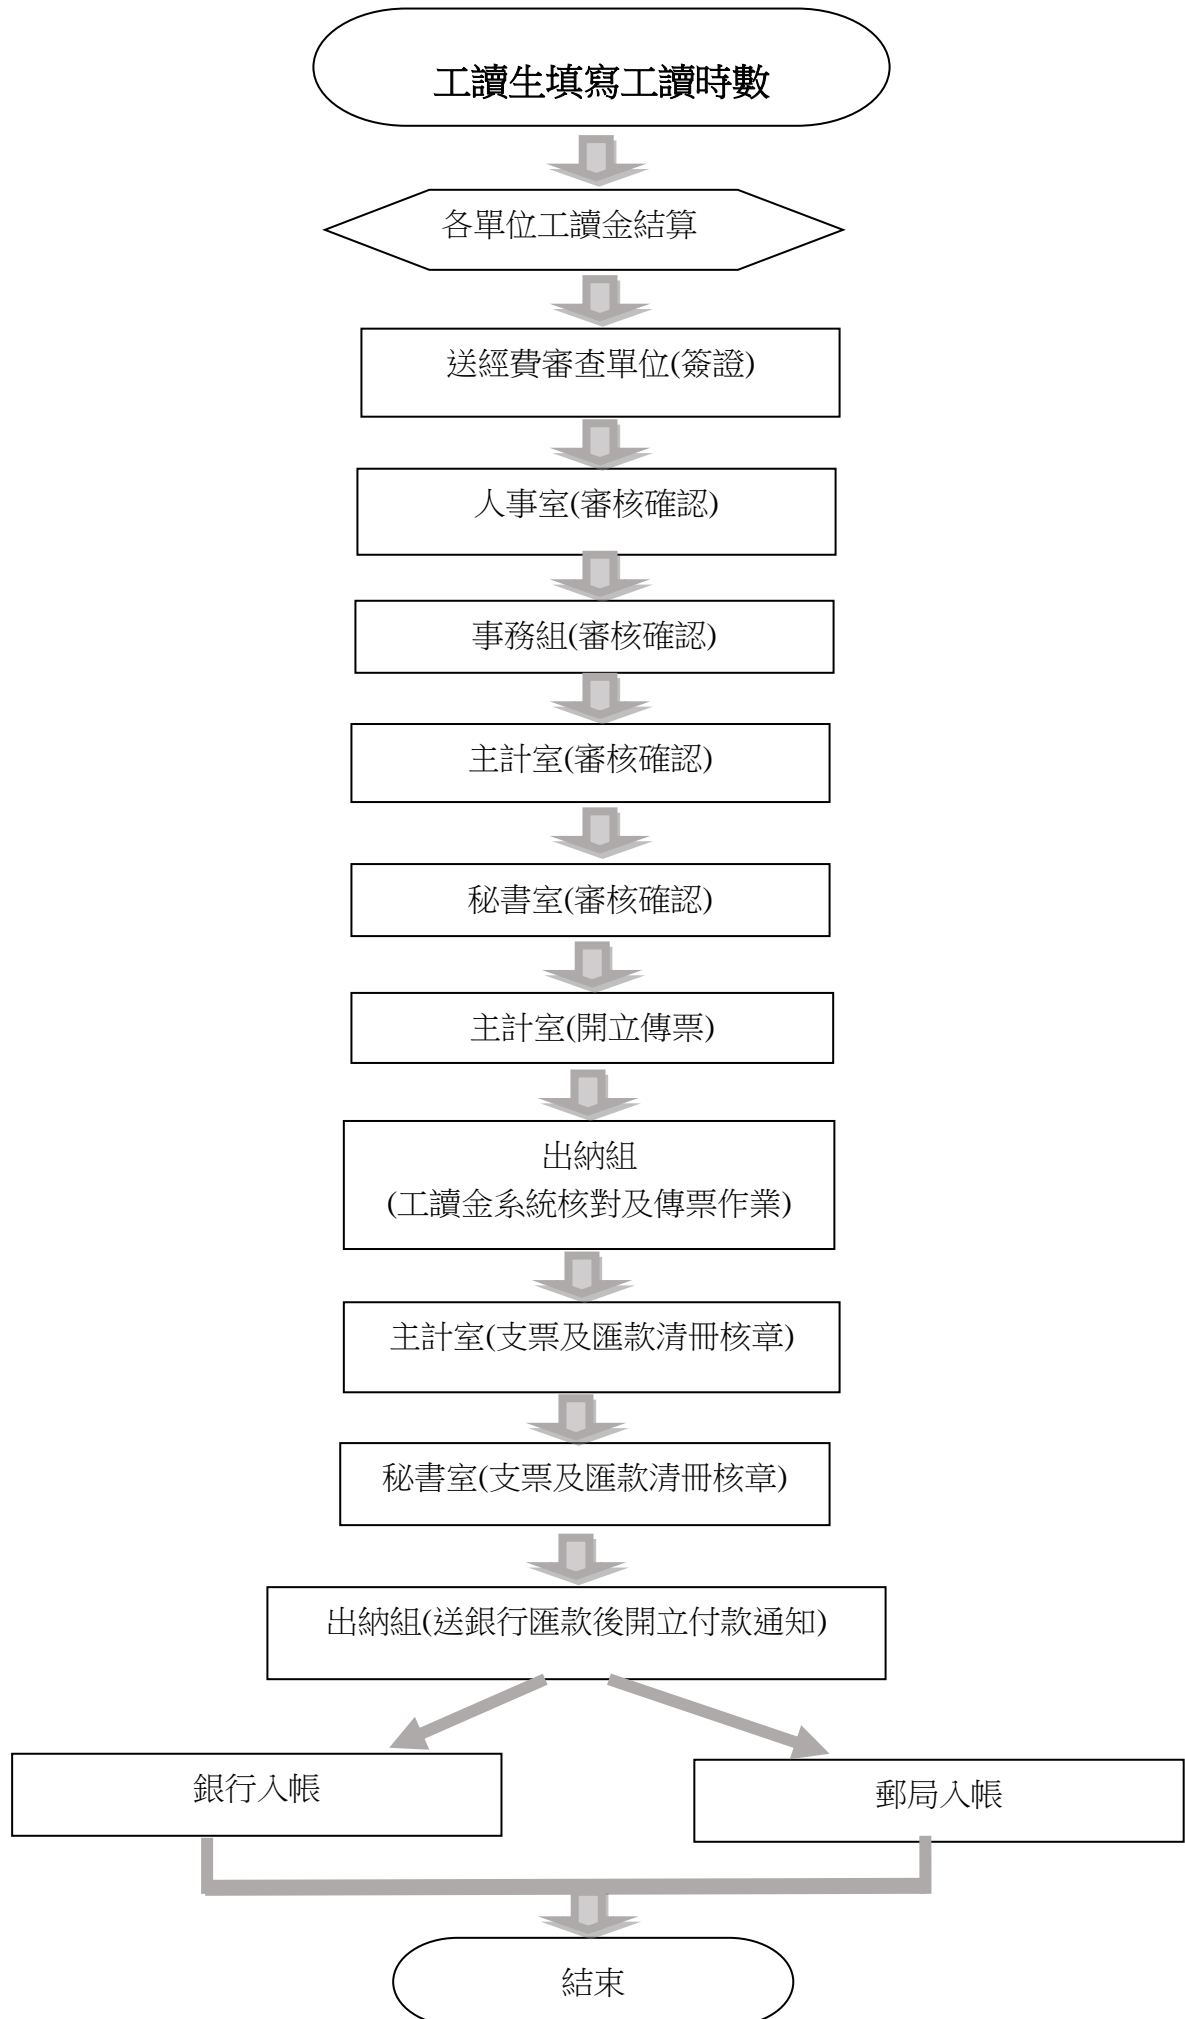 工讀生填寫工讀時數
各單位工讀金結算
送經費審查單位(簽證)
人事室(審核確認)
事務組(審核確認)
主計室(審核確認)
秘書室(審核確認)
主計室(開立傳票)
出納組
(工讀金系統核對及傳票作業)
主計室(支票及匯款清冊核章)
秘書室(支票及匯款清冊核章)
出納組(送銀行匯款後開立付款通知)
銀行入帳
郵局入帳
結束